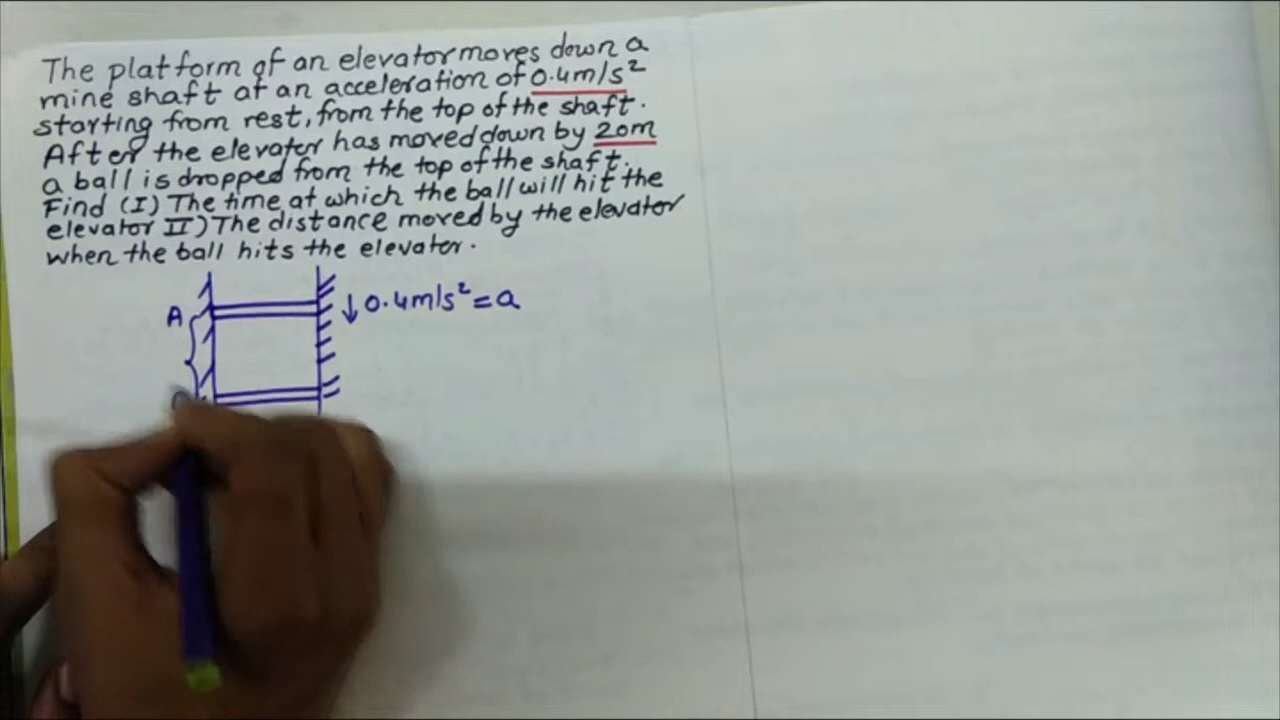 The platform of an elevator moves down a
mine shaft at an acceleration of 0.4m/s²
starting from rest, from the top of the shaft.
After the elevator has moved down by 20m
a ball is dropped from the top of the shaft.
Find (I) The time at which the ball will hit the
elevator II) The distance moved by the elevator
when the ball hits the elevator.
A ↓ 0.4m/s² = a